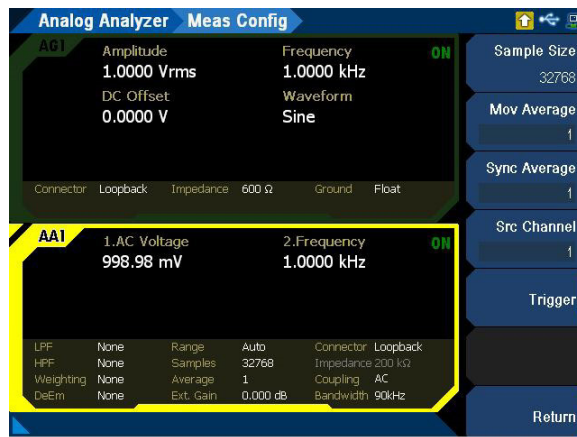 Analog Analyzer Meas Config
AG1
Amplitude Frequency ON
1.0000 Vrms 1.0000 kHz
DC Offset Waveform
0.0000 V Sine
Connector Loopback Impedance 600 Ω Ground Float
AA1
1.AC Voltage 2.Frequency ON
998.98 mV 1.0000 kHz
LPF None Range Auto Connector Loopback
HPF None Samples 32768 Impedance 200 kΩ
Weighting None Average 1 Coupling AC
DeEm None Ext. Gain 0.000 dB Bandwidth 90kHz
Sample Size
32768
Mov Average
1
Sync Average
1
Src Channel
1
Trigger
Return